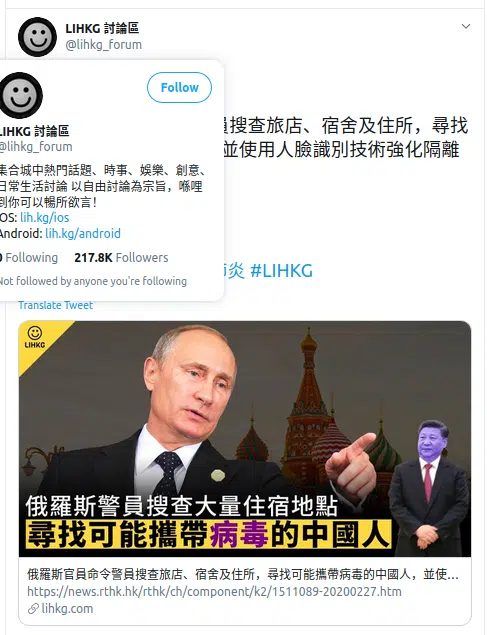 LIHKG 討論區
@lihkg_forum
Follow
LIHKG 討論區
@lihkg_forum
集合城中熱門話題、時事、娛樂、創意、
日常生活討論 以自由討論為宗旨，喺哩
到你可以暢所欲言！
iOS: lih.kg/ios
Android: lih.kg/android
0 Following 217.8K Followers
Not followed by anyone you're following
員搜查旅店、宿舍及住所，尋找
並使用人臉識別技術強化隔離
肺炎 #LIHKG
Translate Tweet
LIHKG
俄羅斯警員搜查大量住宿地點
尋找可能攜帶病毒的中國人
俄羅斯官員命令警員搜查旅店、宿舍及住所，尋找可能攜帶病毒的中國人，並使…
https://news.rthk.hk/rthk/ch/component/k2/1511089-20200227.htm
lihkg.com